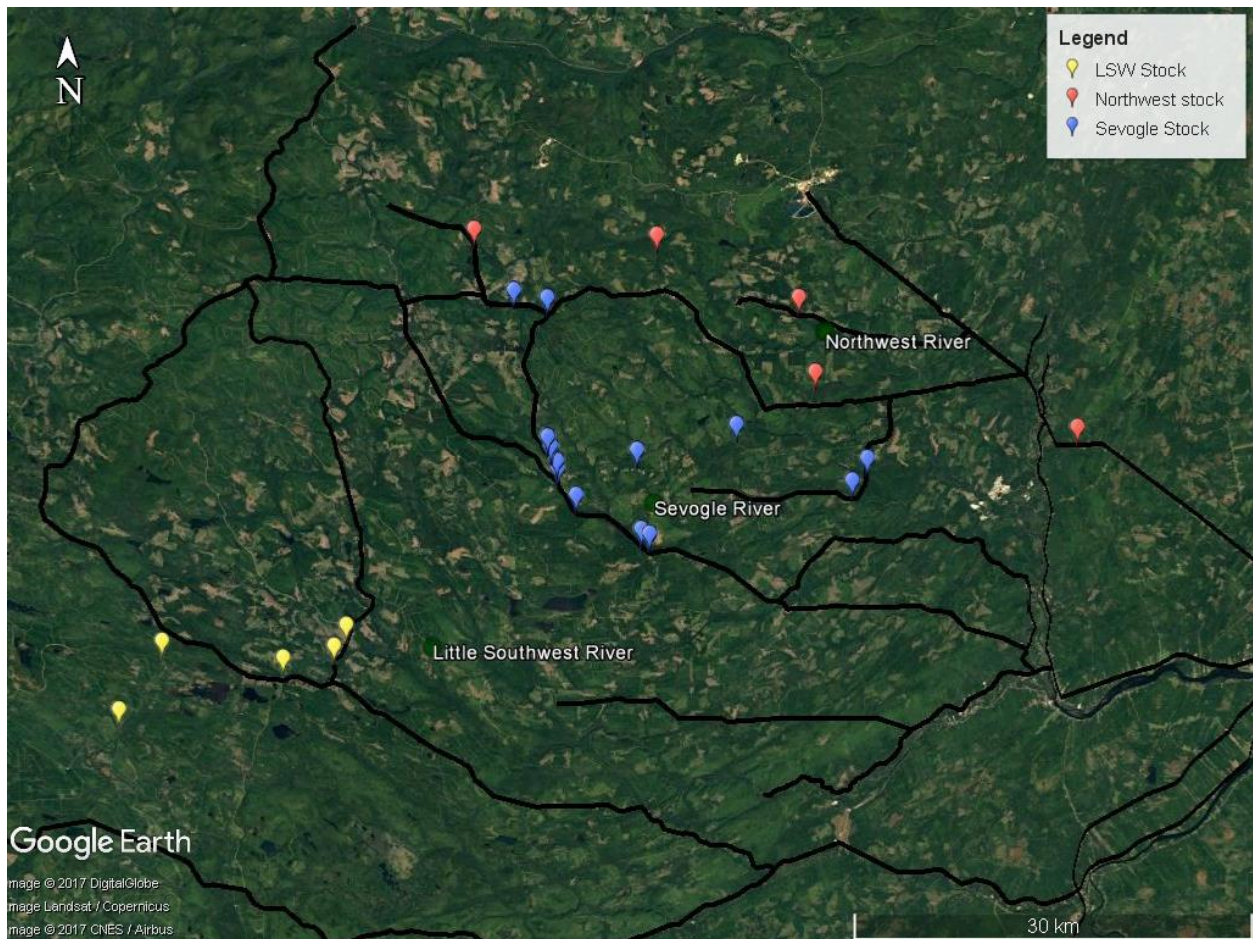 Legend
LSW Stock
Northwest stock
Sevogle Stock
N
Northwest River
Sevogle River
Little Southwest River
Google Earth
mage © 2017 DigitalGlobe
mage Landsat / Copernicus
mage © 2017 CNES / Airbus
30 km